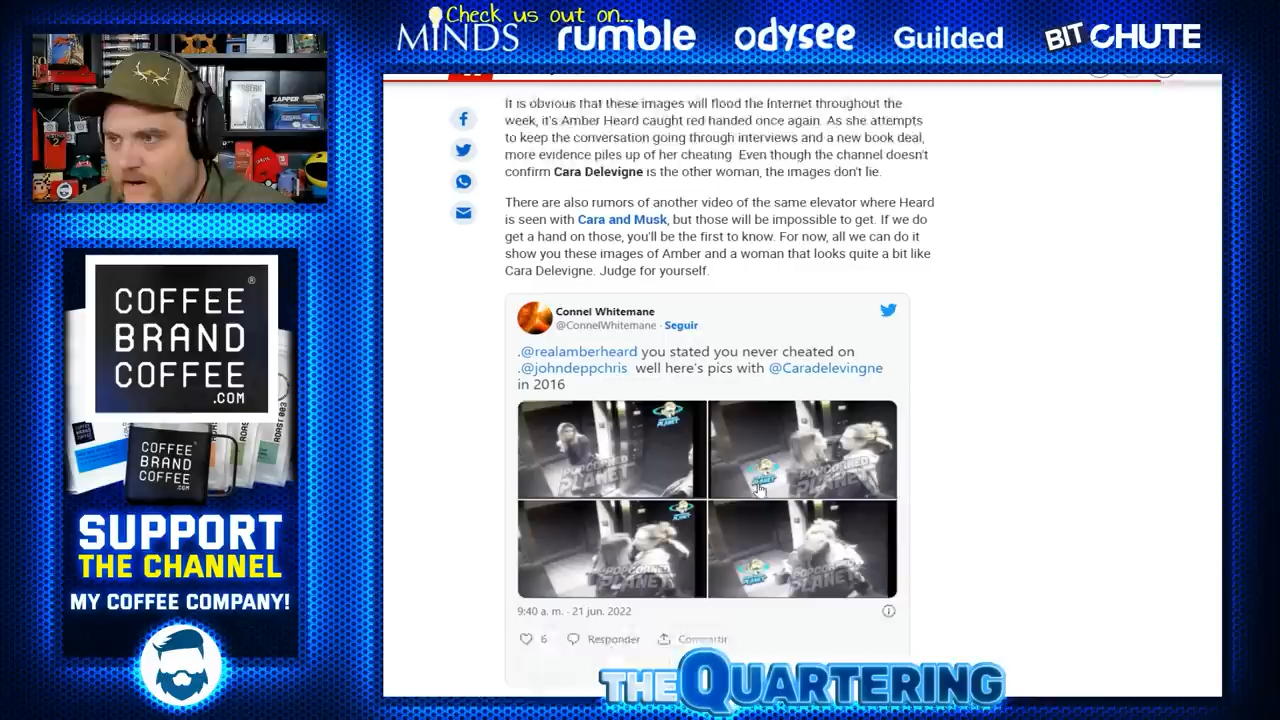 Check us out on...
MINDS
rumble
odysee
Guilded
BIT CHUTE
ZAPPER
It is obvious that these images will flood the Internet throughout the
week, it's Amber Heard caught red handed once again. As she attempts
to keep the conversation going through interviews and a new book deal,
more evidence piles up of her cheating. Even though the channel doesn't
confirm Cara Delevigne is the other woman, the images don't lie.
There are also rumors of another video of the same elevator where Heard
is seen with Cara and Musk, but those will be impossible to get. If we do
get a hand on those, you'll be the first to know. For now, all we can do it
show you these images of Amber and a woman that looks quite a bit like
Cara Delevigne. Judge for yourself.
Connel Whitemane
@ConnelWhitemane · Seguir
.@realamberheard you stated you never cheated on
.@johndeppchris well here's pics with @Caradelevingne
in 2016
PLANET
POPCORNED
PLANET
PLANET
POPCORNED
PLANET
PLANET
POPCORNED
PLANET
PLANET
POPCORNED
PLANET
9:40 a. m. · 21 jun. 2022
6 Responder Compartir
COFFEE®
BRAND
COFFEE
.COM
COFFEE
BRAND
COFFEE
.COM
SUPPORT
THE CHANNEL
MY COFFEE COMPANY!
THE QUARTERING